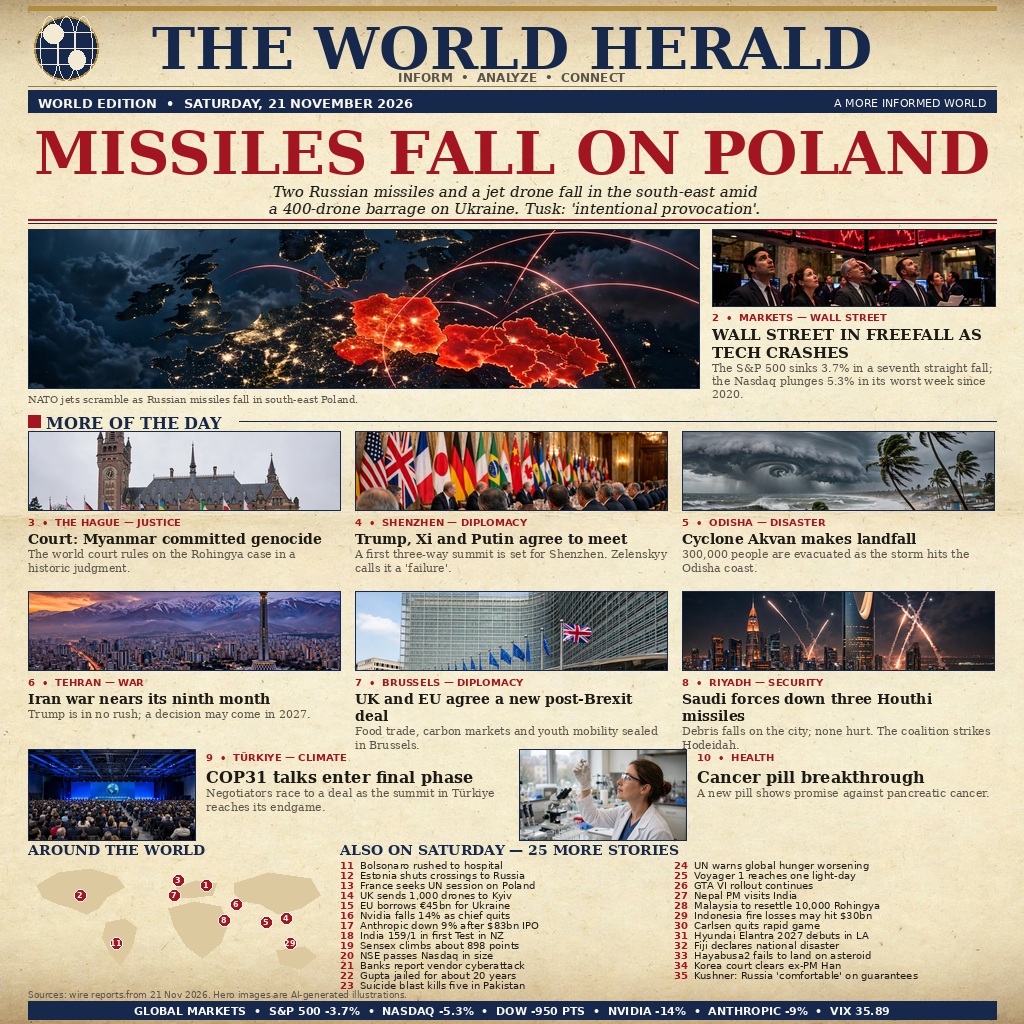 THE WORLD HERALD
INFORM • ANALYZE • CONNECT
WORLD EDITION • SATURDAY, 21 NOVEMBER 2026
A MORE INFORMED WORLD
MISSILES FALL ON POLAND
Two Russian missiles and a jet drone fall in the south-east amid
a 400-drone barrage on Ukraine. Tusk: 'intentional provocation'.
NATO jets scramble as Russian missiles fall in south-east Poland.
2 • MARKETS — WALL STREET
WALL STREET IN FREEFALL AS
TECH CRASHES
The S&P 500 sinks 3.7% in a seventh straight fall;
the Nasdaq plunges 5.3% in its worst week since
2020.
MORE OF THE DAY
3 • THE HAGUE — JUSTICE
Court: Myanmar committed genocide
The world court rules on the Rohingya case in a
historic judgment.
4 • SHENZHEN — DIPLOMACY
Trump, Xi and Putin agree to meet
A first three-way summit is set for Shenzhen. Zelenskyy
calls it a 'failure'.
5 • ODISHA — DISASTER
Cyclone Akvan makes landfall
300,000 people are evacuated as the storm hits the
Odisha coast.
6 • TEHRAN — WAR
Iran war nears its ninth month
Trump is in no rush; a decision may come in 2027.
7 • BRUSSELS — DIPLOMACY
UK and EU agree a new post-Brexit
deal
Food trade, carbon markets and youth mobility sealed
in Brussels.
8 • RIYADH — SECURITY
Saudi forces down three Houthi
missiles
Debris falls on the city; none hurt. The coalition strikes
Hodeidah.
9 • TÜRKIYE — CLIMATE
COP31 talks enter final phase
Negotiators race to a deal as the summit in Türkiye
reaches its endgame.
10 • HEALTH
Cancer pill breakthrough
A new pill shows promise against pancreatic cancer.
AROUND THE WORLD
2
3
1
7
6
8
5
4
11
29
ALSO ON SATURDAY — 25 MORE STORIES
11 Bolsonaro rushed to hospital
12 Estonia shuts crossings to Russia
13 France seeks UN session on Poland
14 UK sends 1,000 drones to Kyiv
15 EU borrows €45bn for Ukraine
16 Nvidia falls 14% as chief quits
17 Anthropic down 9% after $83bn IPO
18 India 159/1 in first Test in NZ
19 Sensex climbs about 898 points
20 NSE passes Nasdaq in size
21 Banks report vendor cyberattack
22 Gupta jailed for about 20 years
23 Suicide blast kills five in Pakistan
24 UN warns global hunger worsening
25 Voyager 1 reaches one light-day
26 GTA VI rollout continues
27 Nepal PM visits India
28 Malaysia to resettle 10,000 Rohingya
29 Indonesia fire losses may hit $30bn
30 Carlsen quits rapid game
31 Hyundai Elantra 2027 debuts in LA
32 Fiji declares national disaster
33 Hayabusa2 fails to land on asteroid
34 Korea court clears ex-PM Han
35 Kushner: Russia 'comfortable' on guarantees
Sources: wire reports from 21 Nov 2026. Hero images are AI-generated illustrations.
GLOBAL MARKETS • S&P 500 -3.7% • NASDAQ -5.3% • DOW -950 PTS • NVIDIA -14% • ANTHROPIC -9% • VIX 35.89